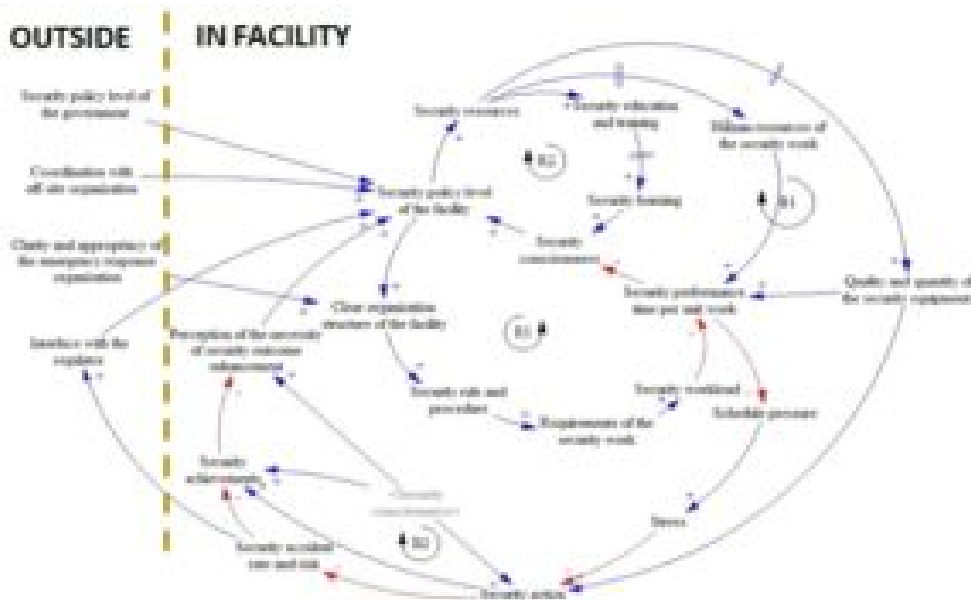 OUTSIDE
IN FACILITY
Security policy level of
the government
Coordination with
off site organization
Clarity and appropriacy of
the emergency response
organization
Interface with the
regulator
Security resources
Security education
and training
Human resources of
the security work
Security policy level
of the facility
Security learning
Security
consciousness
Security performance
time per unit work
Quality and quantity of
the security equipment
Clear organization
structure of the facility
Perception of the necessity
of security outcome
enhancement
Security rule and
procedure
Requirements of the
security work
Security workload
Schedule pressure
Security
achievements
Stress
Security accident
rate and risk
Security action